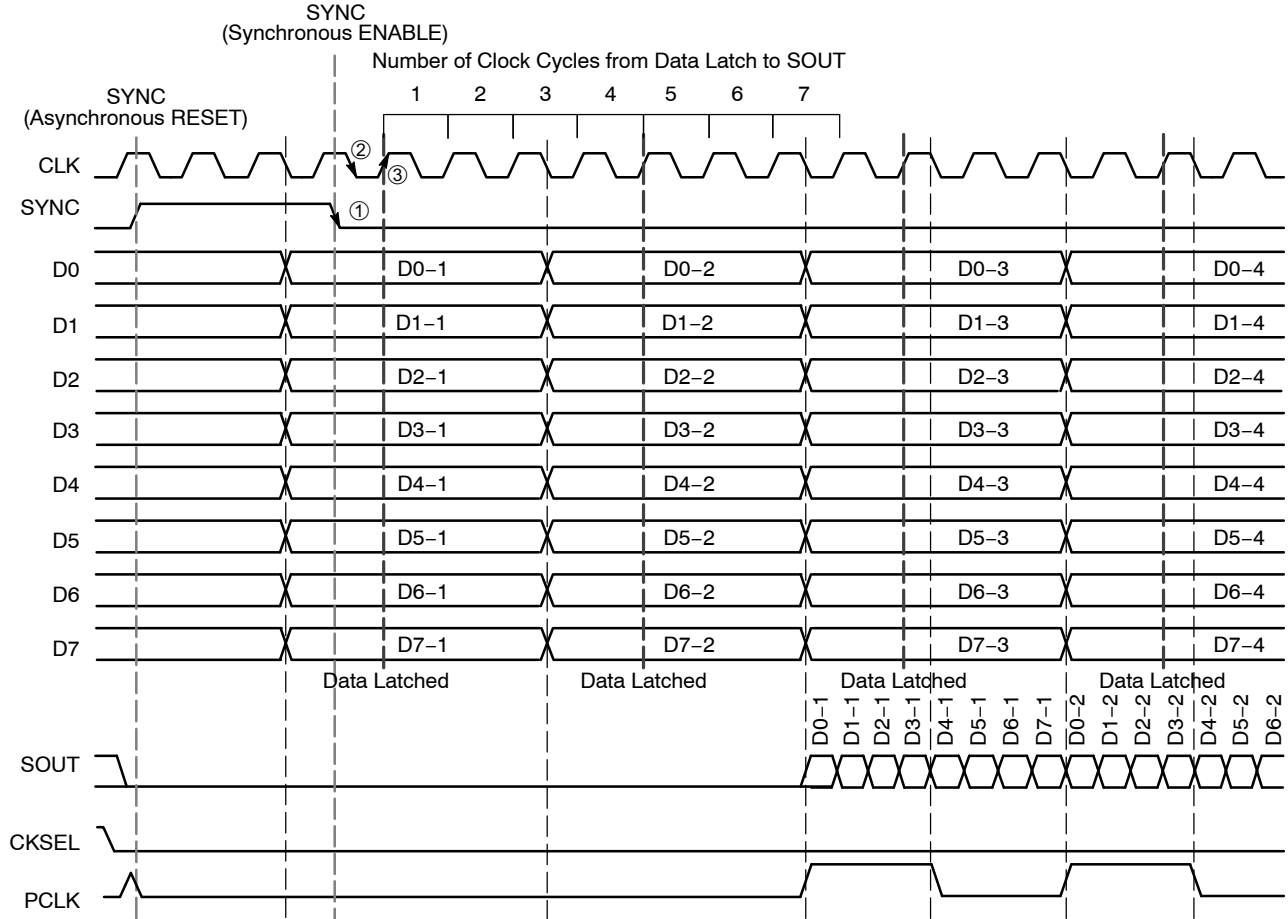 SYNC
(Synchronous ENABLE)
Number of Clock Cycles from Data Latch to SOUT
SYNC
(Asynchronous RESET)
1 2 3 4 5 6 7
CLK ② ③
SYNC ①
D0 D0−1 D0−2 D0−3 D0−4
D1 D1−1 D1−2 D1−3 D1−4
D2 D2−1 D2−2 D2−3 D2−4
D3 D3−1 D3−2 D3−3 D3−4
D4 D4−1 D4−2 D4−3 D4−4
D5 D5−1 D5−2 D5−3 D5−4
D6 D6−1 D6−2 D6−3 D6−4
D7 D7−1 D7−2 D7−3 D7−4
Data Latched Data Latched Data Latched Data Latched
D0−1 D1−1 D2−1 D3−1 D4−1 D5−1 D6−1 D7−1 D0−2 D1−2 D2−2 D3−2 D4−2 D5−2 D6−2
SOUT
CKSEL
PCLK